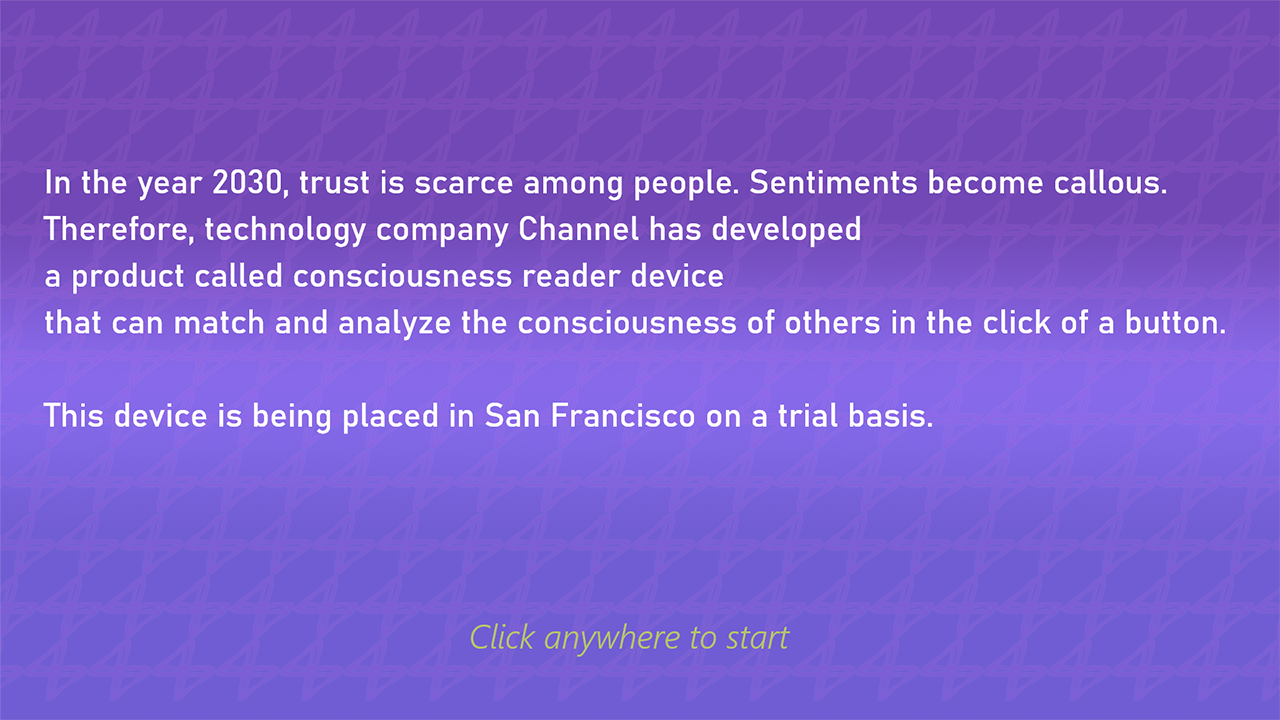 In the year 2030, trust is scarce among people. Sentiments become callous.
Therefore, technology company Channel has developed
a product called consciousness reader device
that can match and analyze the consciousness of others in the click of a button.
This device is being placed in San Francisco on a trial basis.
Click anywhere to start